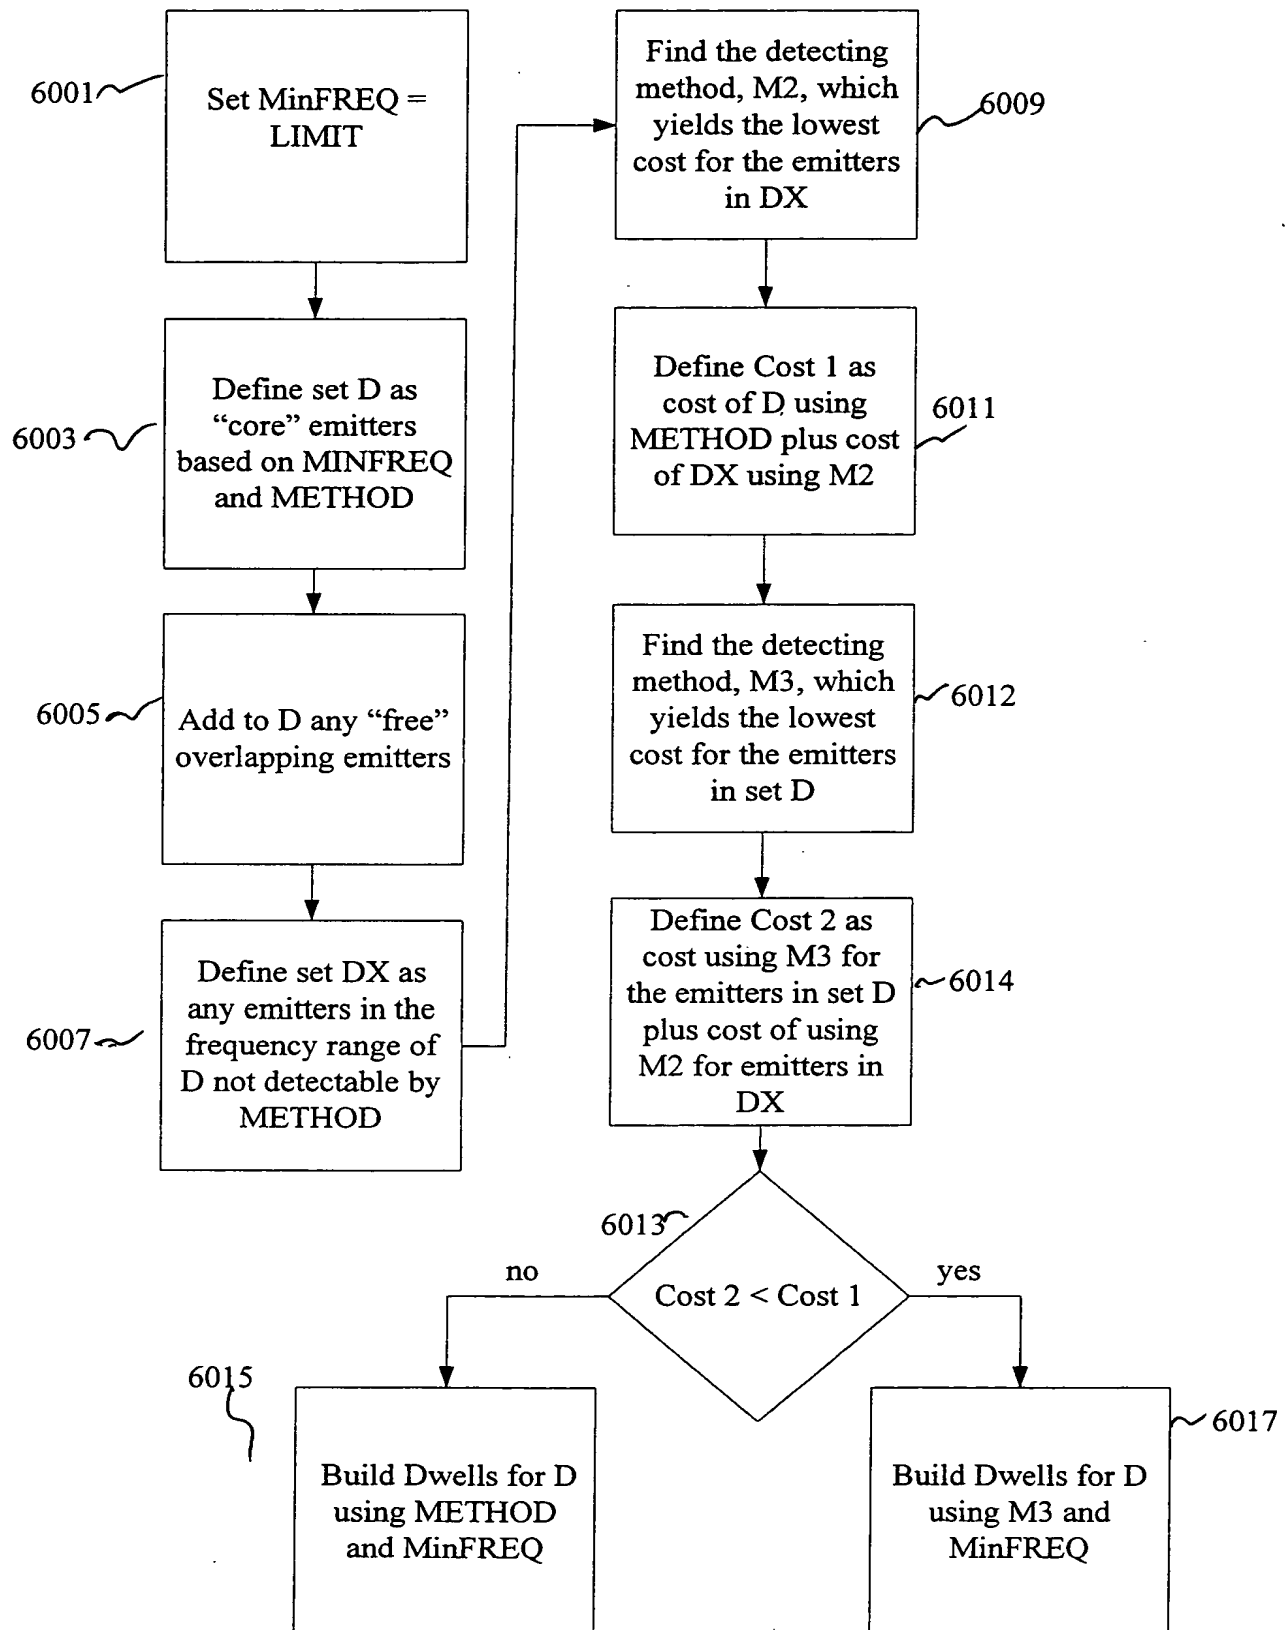 6001
Set MinFREQ =
LIMIT
6003
Define set D as
“core” emitters
based on MINFREQ
and METHOD
6005
Add to D any “free”
overlapping emitters
6007
Define set DX as
any emitters in the
frequency range of
D not detectable by
METHOD
Find the detecting
method, M2, which
yields the lowest
cost for the emitters
in DX
6009
Define Cost 1 as
cost of D using
METHOD plus cost
of DX using M2
6011
Find the detecting
method, M3, which
yields the lowest
cost for the emitters
in set D
6012
Define Cost 2 as
cost using M3 for
the emitters in set D
plus cost of using
M2 for emitters in
DX
6014
6013
Cost 2 < Cost 1
no
yes
6015
Build Dwells for D
using METHOD
and MinFREQ
Build Dwells for D
using M3 and
MinFREQ
6017